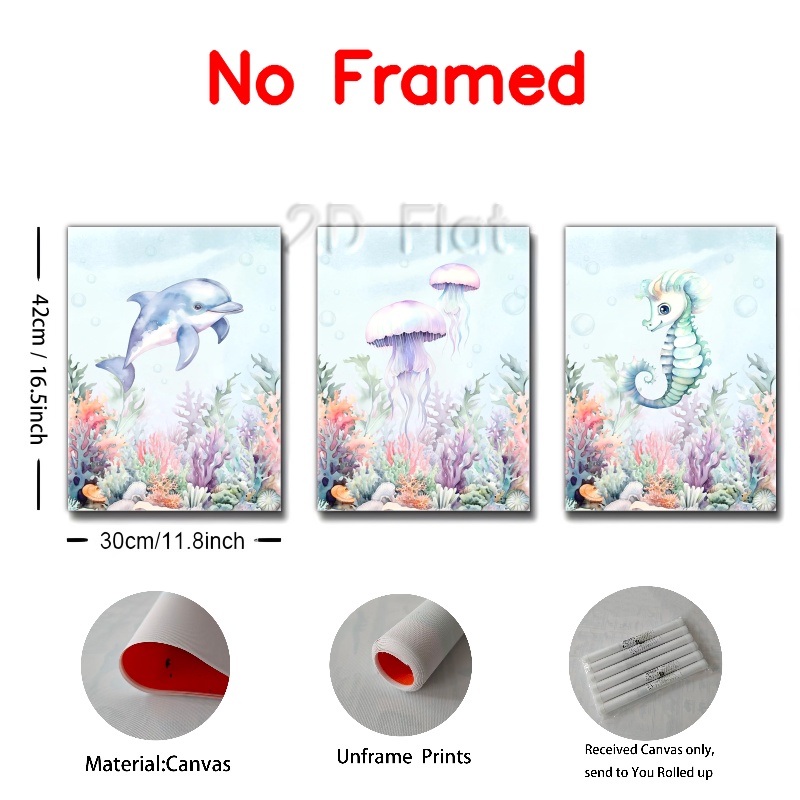 No Framed
2D Flat
42cm / 16.5inch
30cm/11.8inch
Material:Canvas
Unframe Prints
Received Canvas only,
send to You Rolled up